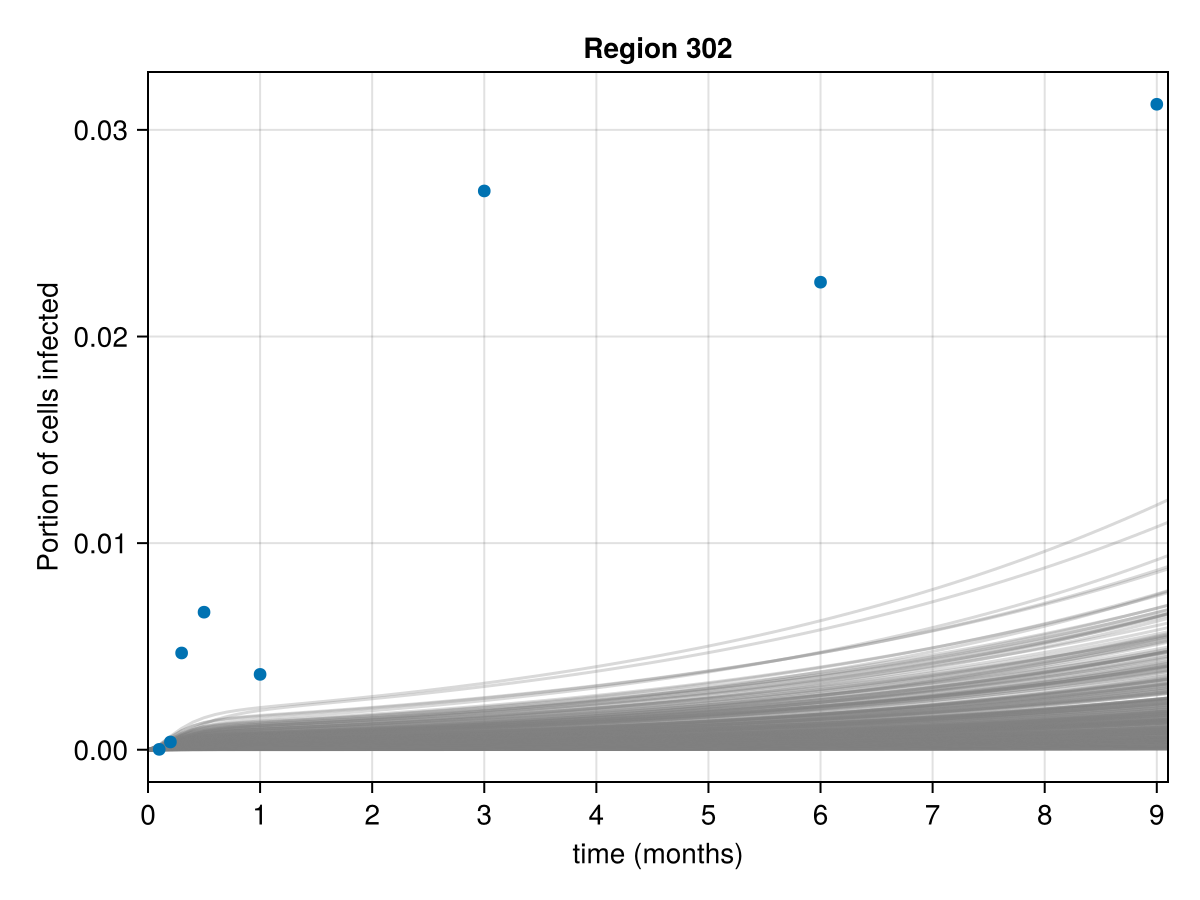 Region 302
Portion of cells infected
0.03
0.02
0.01
0.00
0 1 2 3 4 5 6 7 8 9
time (months)